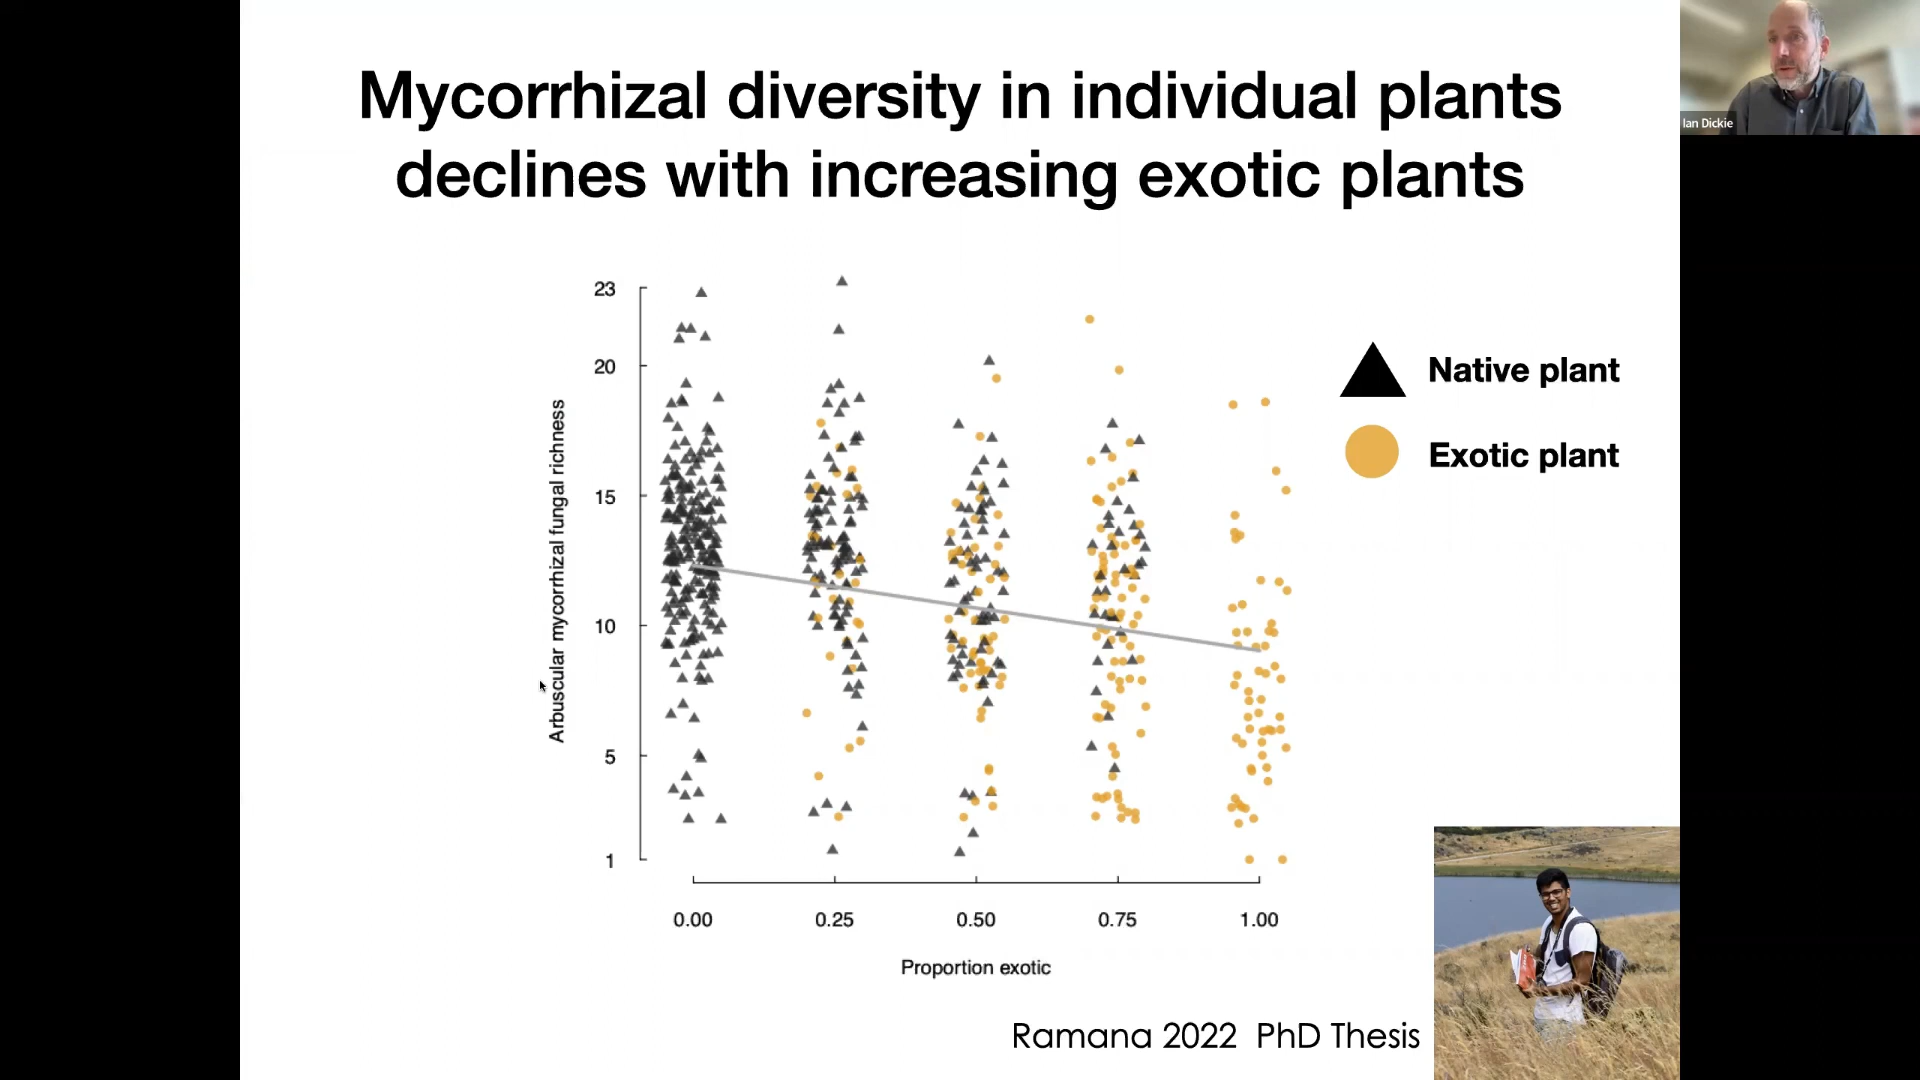 Mycorrhizal diversity in individual plants
declines with increasing exotic plants
Ian Dickie
Arbuscular mycorrhizal fungal richness
23
20
15
10
5
1
Native plant
Exotic plant
0.00 0.25 0.50 0.75 1.00
Proportion exotic
Ramana 2022 PhD Thesis